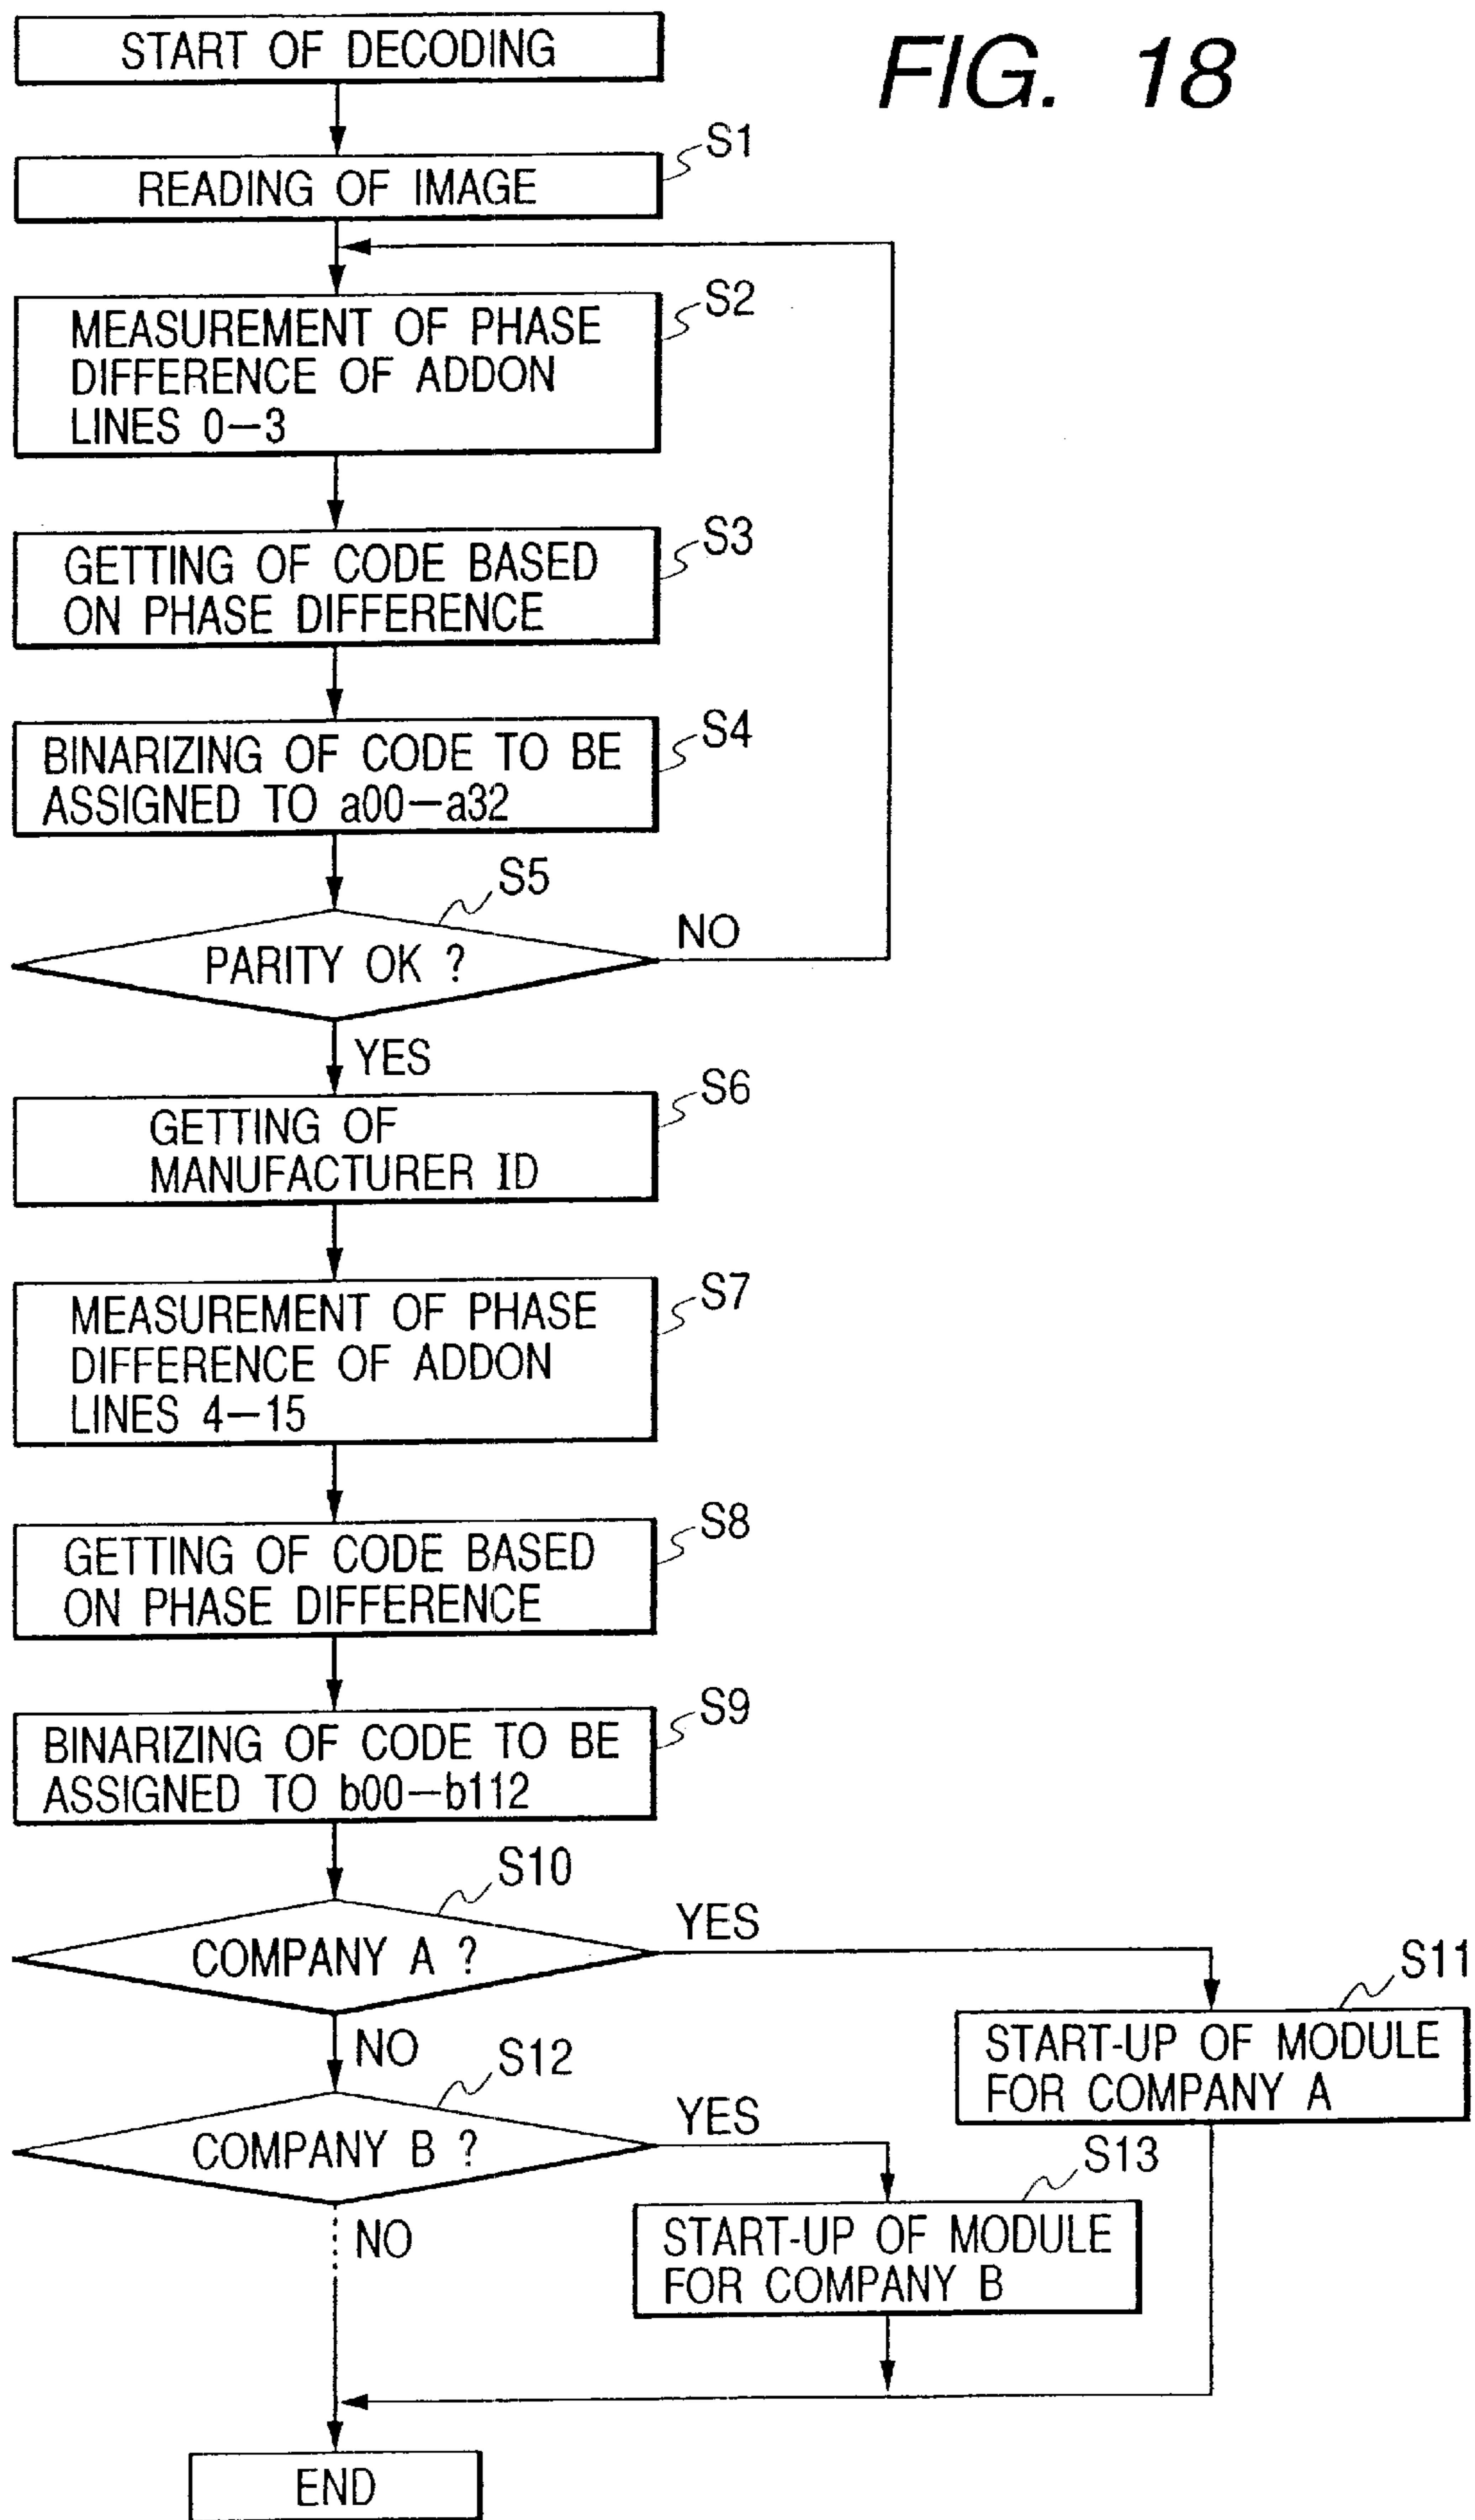 START OF DECODING
FIG. 18
S1
READING OF IMAGE
S2
MEASUREMENT OF PHASE
DIFFERENCE OF ADDON
LINES 0—3
S3
GETTING OF CODE BASED
ON PHASE DIFFERENCE
S4
BINARIZING OF CODE TO BE
ASSIGNED TO a00—a32
S5
PARITY OK ?
NO
YES
S6
GETTING OF
MANUFACTURER ID
S7
MEASUREMENT OF PHASE
DIFFERENCE OF ADDON
LINES 4—15
S8
GETTING OF CODE BASED
ON PHASE DIFFERENCE
S9
BINARIZING OF CODE TO BE
ASSIGNED TO b00—b112
S10
COMPANY A ?
YES
NO
S11
START-UP OF MODULE
FOR COMPANY A
S12
COMPANY B ?
YES
NO
S13
START-UP OF MODULE
FOR COMPANY B
END